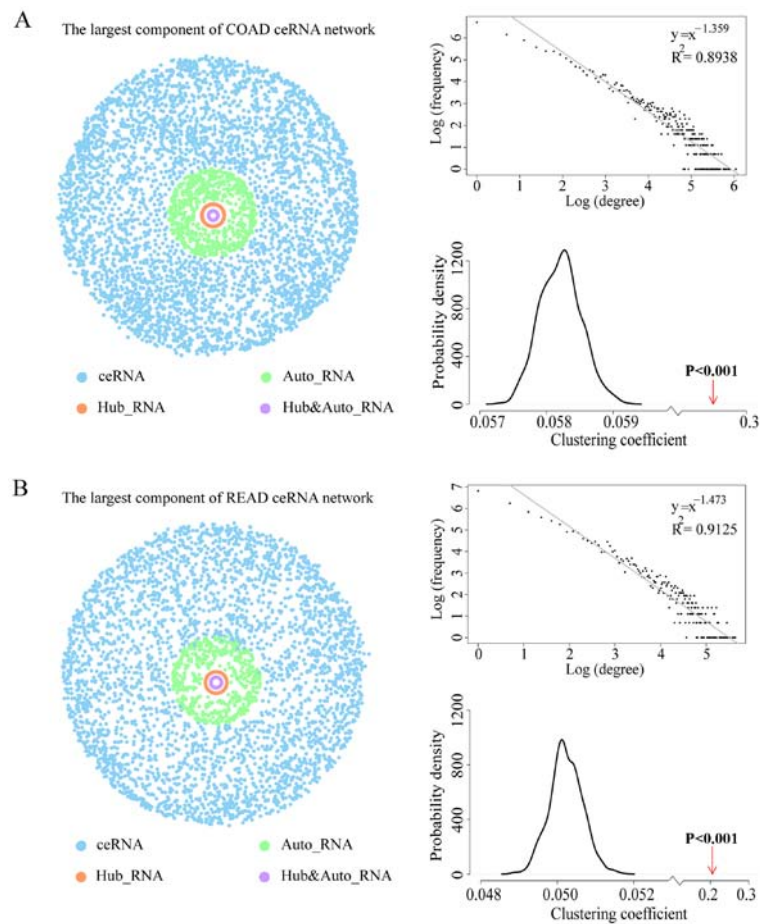 A
The largest component of COAD ceRNA network
ceRNA
Auto_RNA
Hub_RNA
Hub&Auto_RNA
y=x^-1.359
R^2=0.8938
Log (frequency)
0 1 2 3 4 5 6
0 1 2 3 4 5 6
Log (degree)
Probability density
0 400 800 1200
P<0.001
0.057 0.058 0.059 0.3
Clustering coefficient
B
The largest component of READ ceRNA network
ceRNA
Auto_RNA
Hub_RNA
Hub&Auto_RNA
y=x^-1.473
R^2=0.9125
Log (frequency)
0 1 2 3 4 5 6 7
0 1 2 3 4 5
Log (degree)
Probability density
0 400 800 1200
P<0.001
0.048 0.050 0.052 0.2 0.3
Clustering coefficient